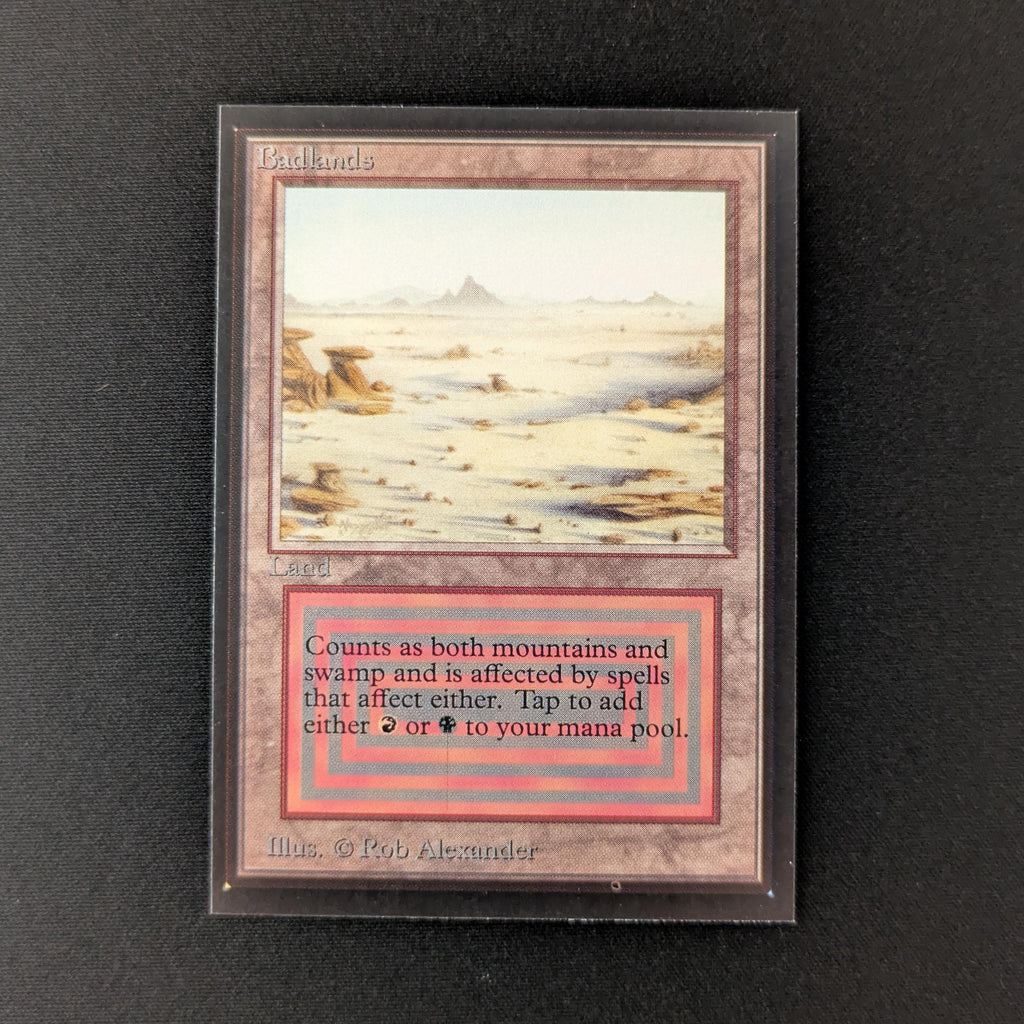 Badlands
Land
Counts as both mountains and
swamp and is affected by spells
that affect either. Tap to add
either or to your mana pool.
Illus. © Rob Alexander